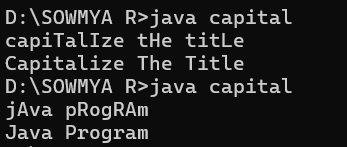 D:\SOWMYA R>java capital
capiTalIze tHe titLe
Capitalize The Title
D:\SOWMYA R>java capital
jAva pRogRAm
Java Program